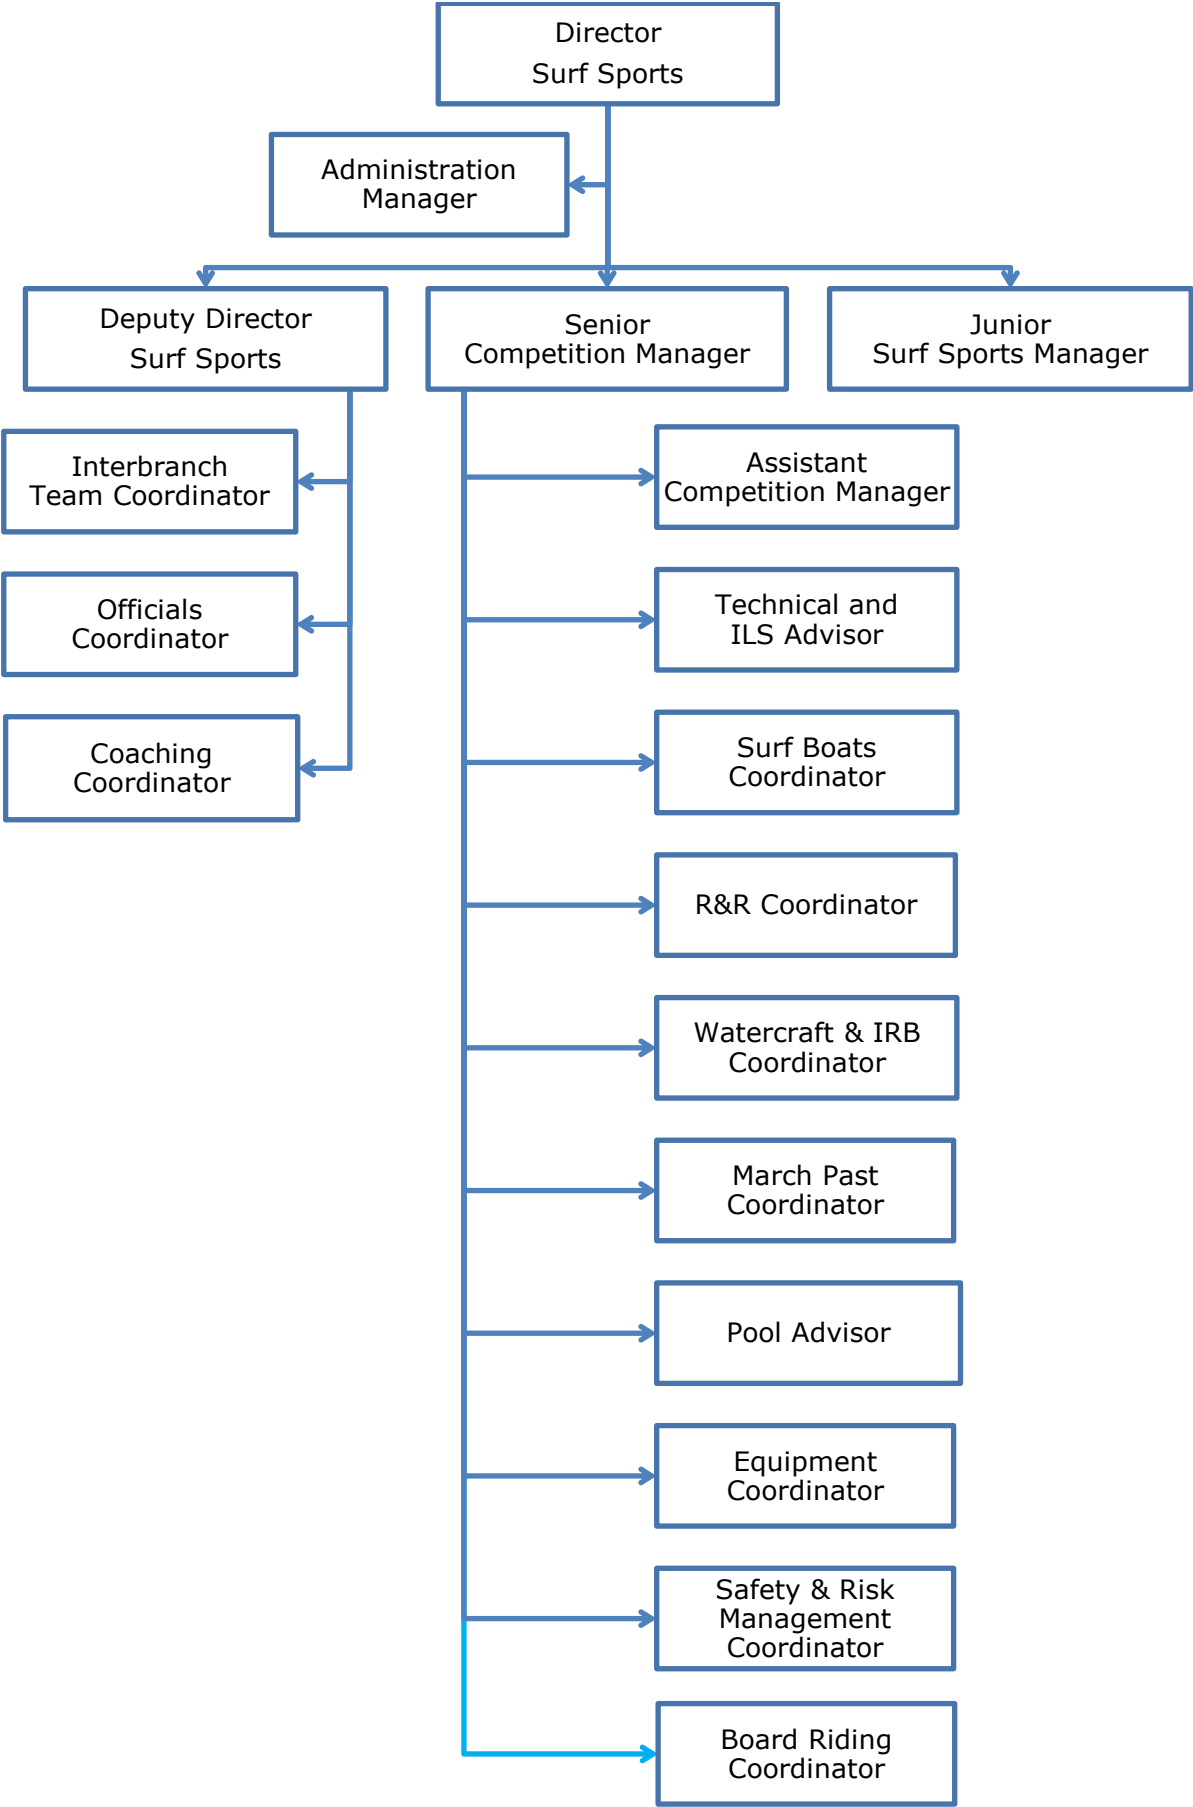 Director
Surf Sports
Administration
Manager
Deputy Director
Surf Sports
Senior
Competition Manager
Junior
Surf Sports Manager
Interbranch
Team Coordinator
Officials
Coordinator
Coaching
Coordinator
Assistant
Competition Manager
Technical and
ILS Advisor
Surf Boats
Coordinator
R&R Coordinator
Watercraft & IRB
Coordinator
March Past
Coordinator
Pool Advisor
Equipment
Coordinator
Safety & Risk
Management
Coordinator
Board Riding
Coordinator